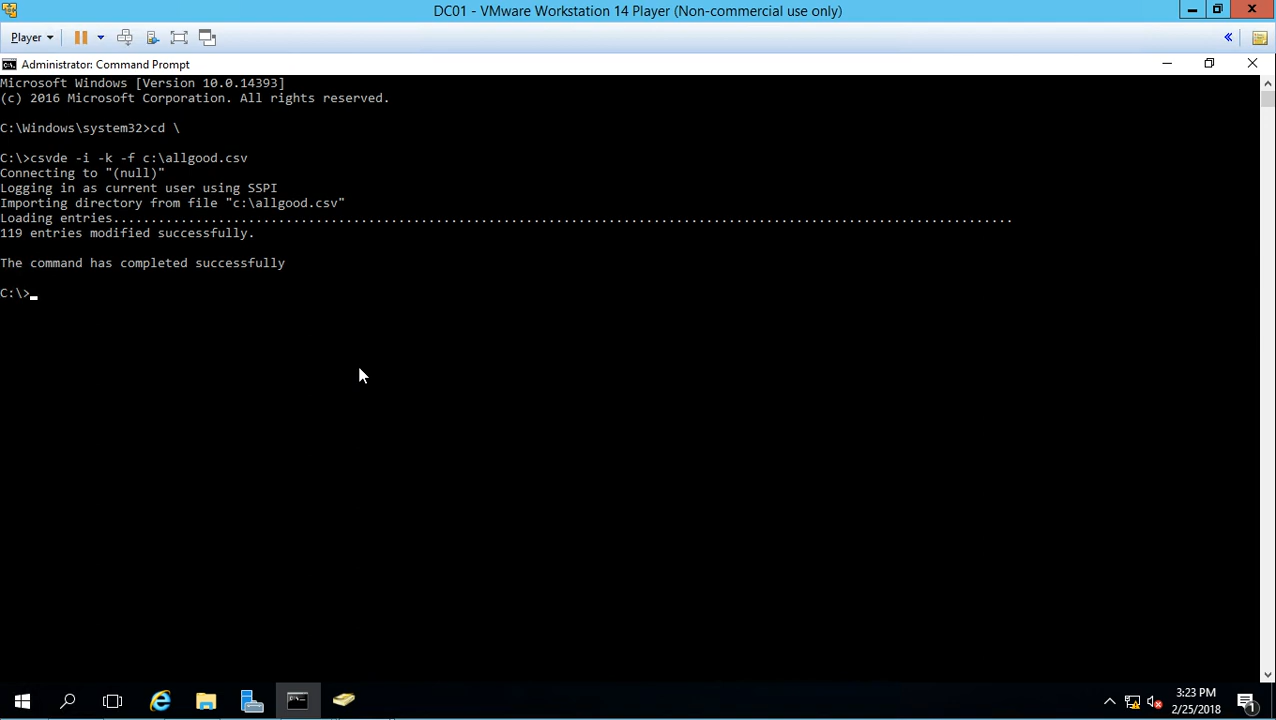 DC01 - VMware Workstation 14 Player (Non-commercial use only)
Player
Administrator: Command Prompt
Microsoft Windows [Version 10.0.14393]
(c) 2016 Microsoft Corporation. All rights reserved.
C:\Windows\system32>cd \
C:\>csvde -i -k -f c:\allgood.csv
Connecting to "(null)"
Logging in as current user using SSPI
Importing directory from file "c:\allgood.csv"
Loading entries........................................................................................................................
119 entries modified successfully.
The command has completed successfully
C:\>
3:23 PM
2/25/2018
1